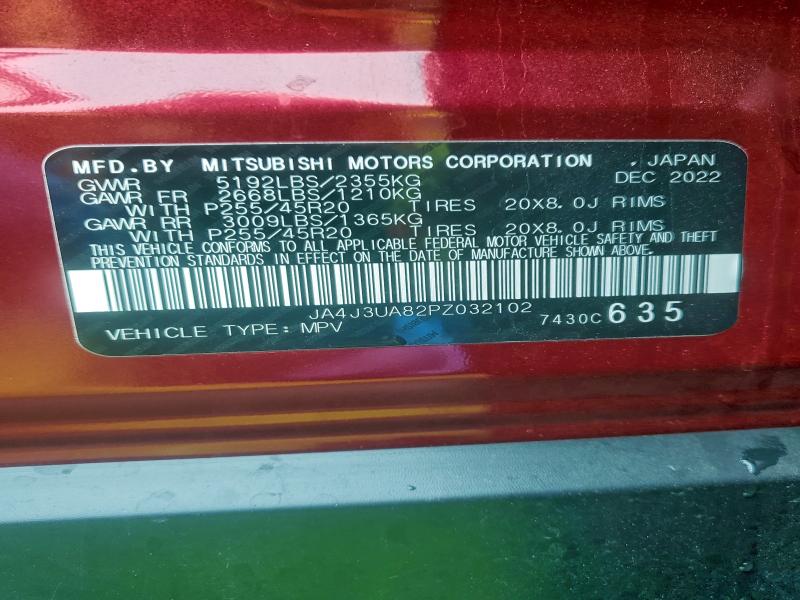 MFD.BY MITSUBISHI MOTORS CORPORATION , JAPAN
GVWR 5192LBS/2355KG DEC 2022
GAWR FR 2668LBS/1210KG
WITH P255/45R20 TIRES 20X8.0J RIMS
GAWR RR 3009LBS/1365KG
WITH P255/45R20 TIRES 20X8.0J RIMS
THIS VEHICLE CONFORMS TO ALL APPLICABLE FEDERAL MOTOR VEHICLE SAFETY AND THEFT
PREVENTION STANDARDS IN EFFECT ON THE DATE OF MANUFACTURE SHOWN ABOVE.
JA4J3UA82PZ032102
VEHICLE TYPE: MPV 7430C 635